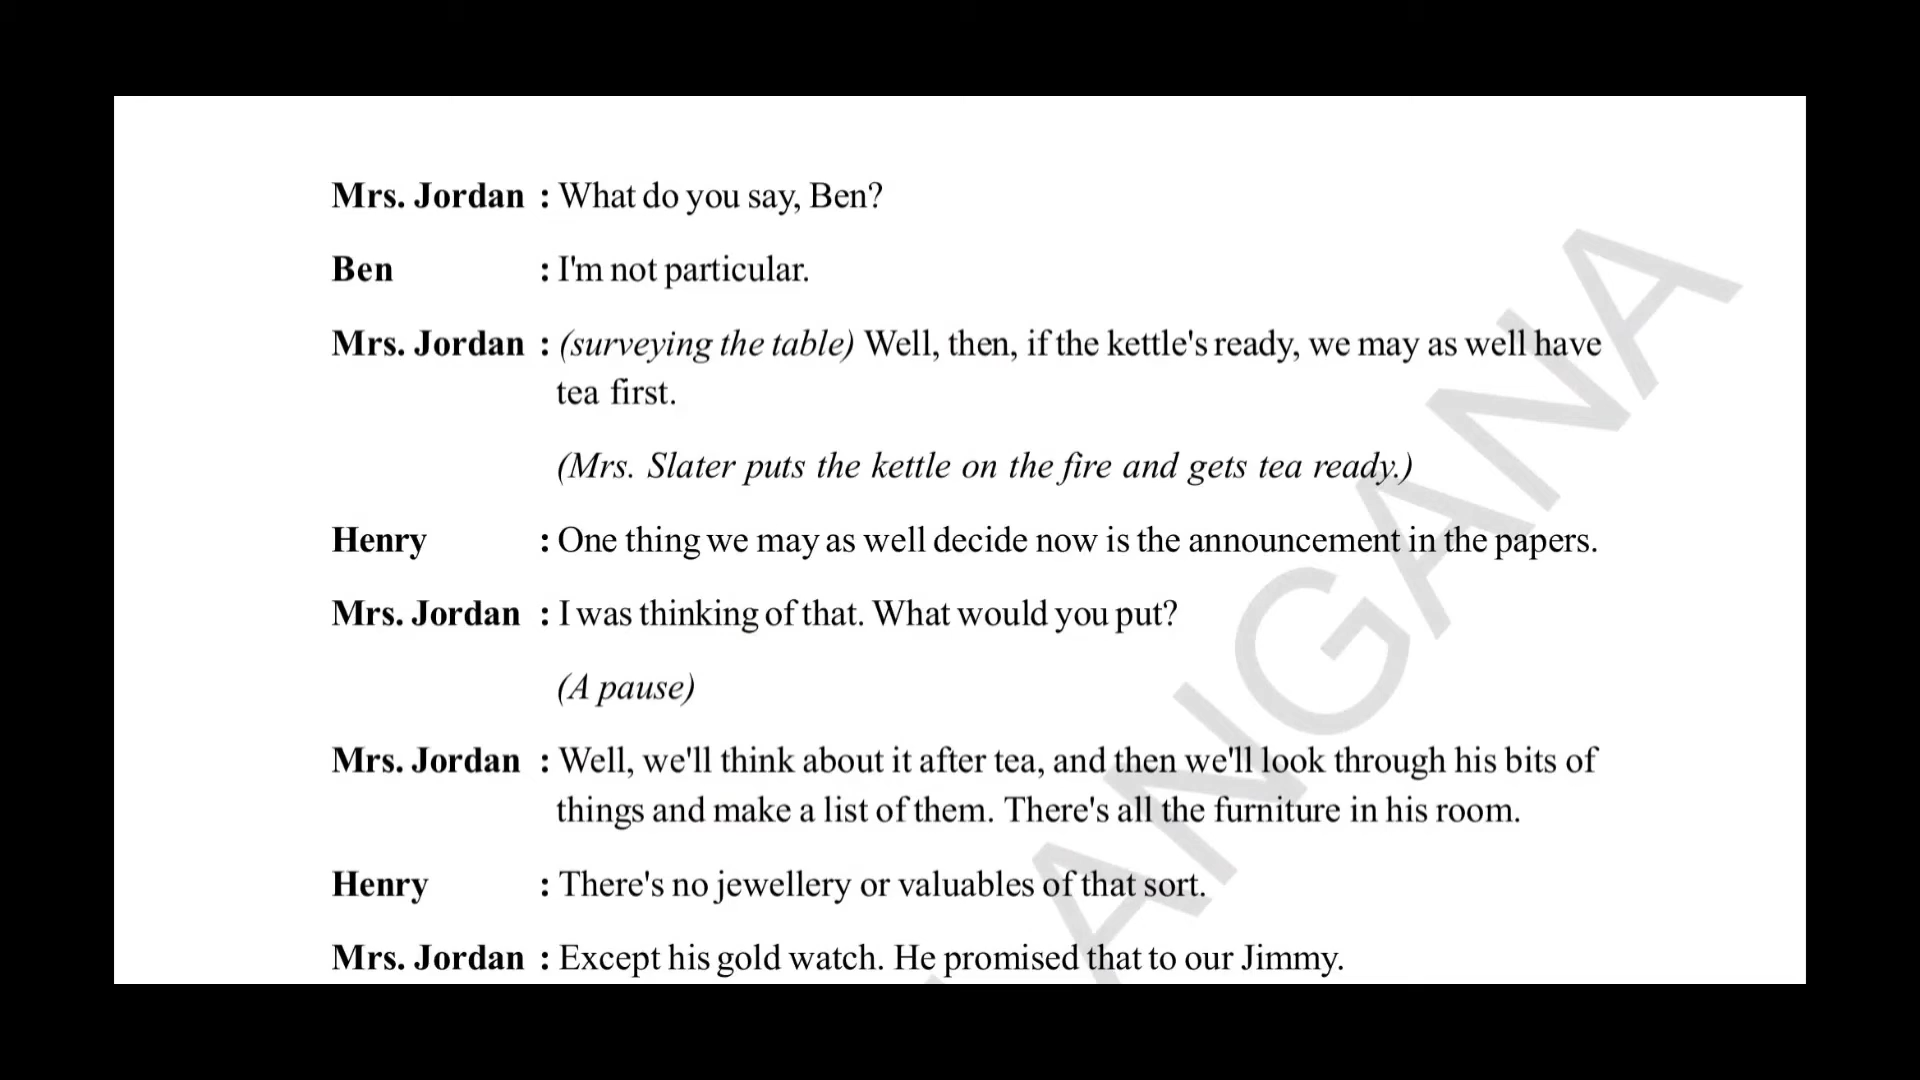 Mrs. Jordan : What do you say, Ben?
Ben : I'm not particular.
Mrs. Jordan : (surveying the table) Well, then, if the kettle's ready, we may as well have
tea first.
(Mrs. Slater puts the kettle on the fire and gets tea ready.)
Henry : One thing we may as well decide now is the announcement in the papers.
Mrs. Jordan : I was thinking of that. What would you put?
(A pause)
Mrs. Jordan : Well, we'll think about it after tea, and then we'll look through his bits of
things and make a list of them. There's all the furniture in his room.
Henry : There's no jewellery or valuables of that sort.
Mrs. Jordan : Except his gold watch. He promised that to our Jimmy.
ANGANA